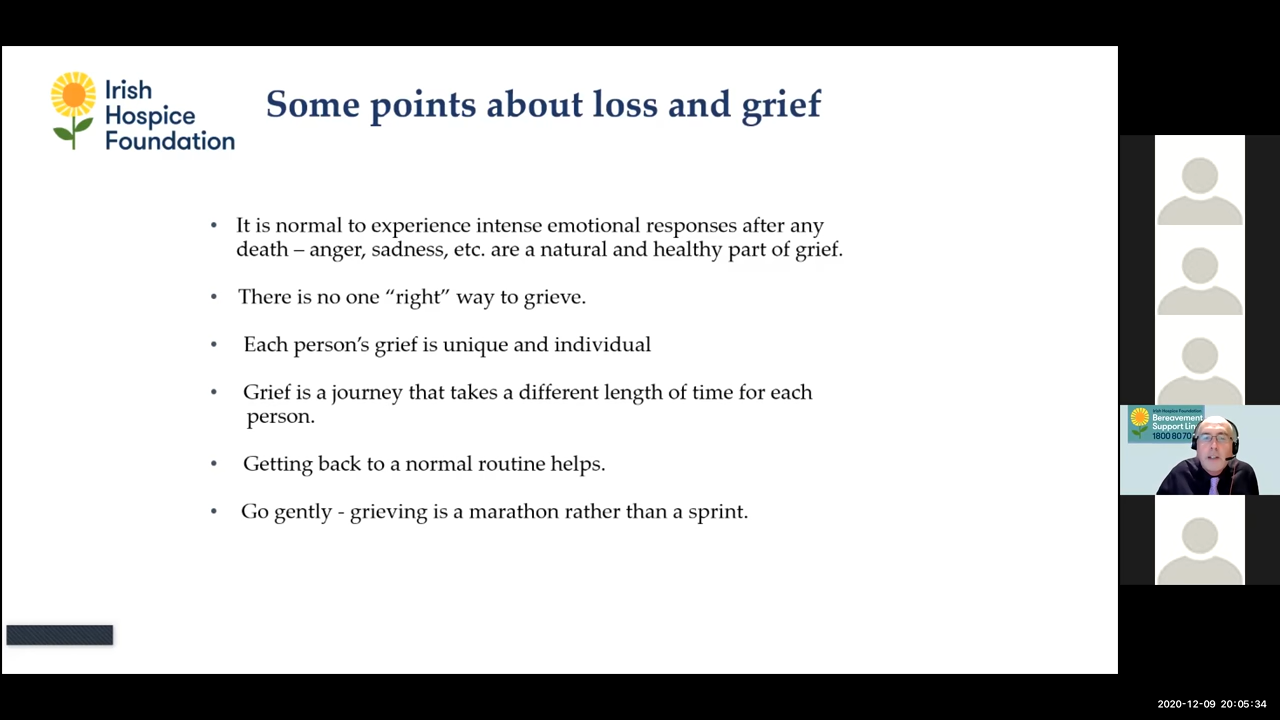 Irish
Hospice
Foundation
Some points about loss and grief
• It is normal to experience intense emotional responses after any
death – anger, sadness, etc. are a natural and healthy part of grief.
• There is no one “right” way to grieve.
• Each person’s grief is unique and individual
• Grief is a journey that takes a different length of time for each
person.
• Getting back to a normal routine helps.
• Go gently - grieving is a marathon rather than a sprint.
Irish Hospice Foundation
Bereavement
Support
1800 80 70
2020-12-09 20:05:34